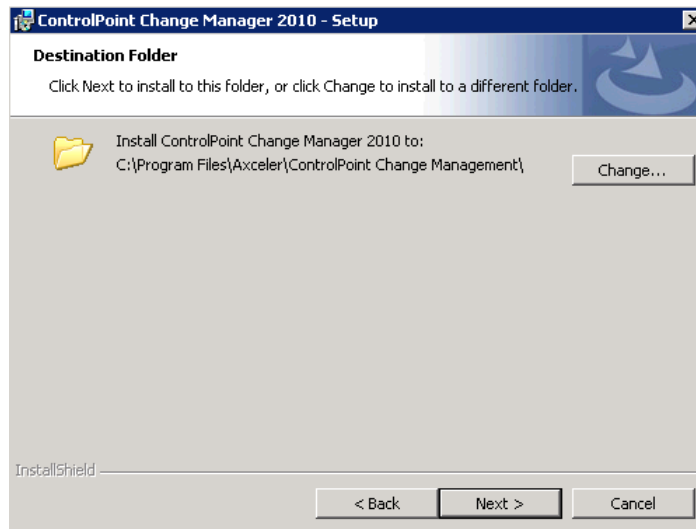 ControlPoint Change Manager 2010 - Setup
Destination Folder
Click Next to install to this folder, or click Change to install to a different folder.
Install ControlPoint Change Manager 2010 to:
C:\Program Files\Axceler\ControlPoint Change Management\
Change...
InstallShield
< Back
Next >
Cancel